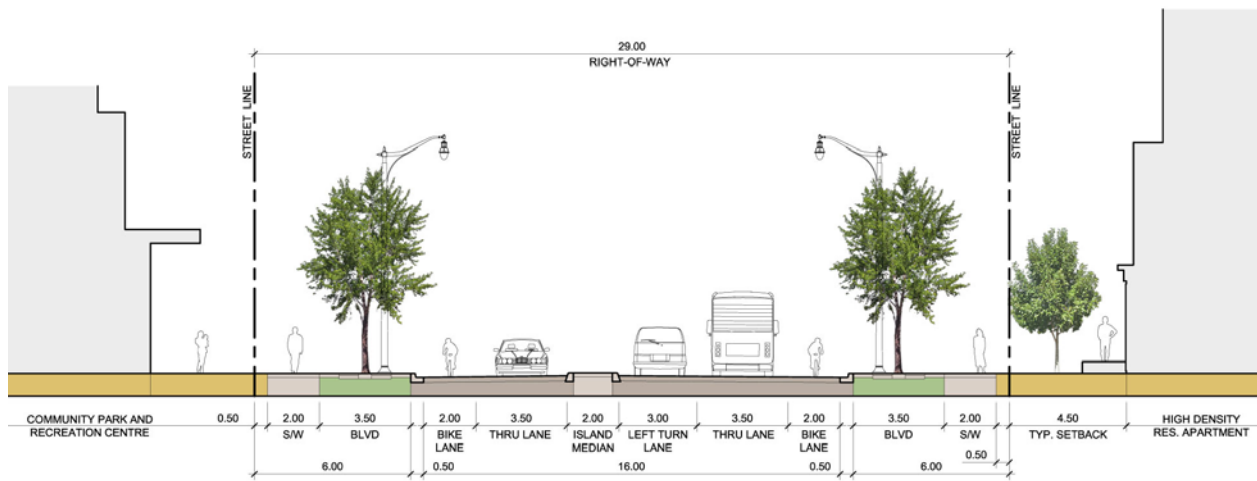 29.00
RIGHT-OF-WAY
STREET LINE
STREET LINE
COMMUNITY PARK AND
RECREATION CENTRE
0.50
2.00
S/W
3.50
BLVD
2.00
BIKE
LANE
3.50
THRU LANE
2.00
ISLAND
MEDIAN
3.00
LEFT TURN
LANE
3.50
THRU LANE
2.00
BIKE
LANE
3.50
BLVD
2.00
S/W
0.50
4.50
TYP. SETBACK
HIGH DENSITY
RES. APARTMENT
6.00
0.50
16.00
0.50
6.00